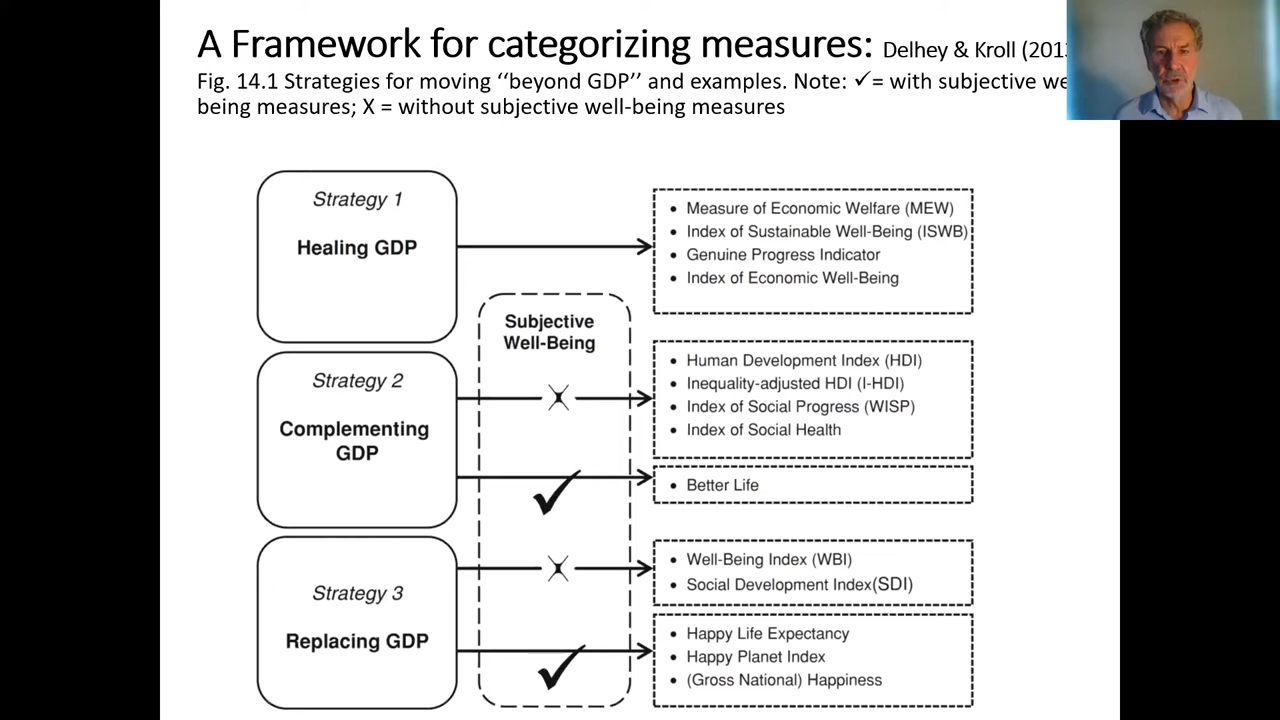 A Framework for categorizing measures: Delhey & Kroll
Fig. 14.1 Strategies for moving ‘‘beyond GDP’’ and examples. Note: ✓= with subjective
being measures; X = without subjective well-being measures
Strategy 1
Healing GDP
• Measure of Economic Welfare (MEW)
• Index of Sustainable Well-Being (ISWB)
• Genuine Progress Indicator
• Index of Economic Well-Being
Subjective
Well-Being
Strategy 2
Complementing
GDP
• Human Development Index (HDI)
• Inequality-adjusted HDI (I-HDI)
• Index of Social Progress (WISP)
• Index of Social Health
• Better Life
Strategy 3
Replacing GDP
• Well-Being Index (WBI)
• Social Development Index(SDI)
• Happy Life Expectancy
• Happy Planet Index
• (Gross National) Happiness